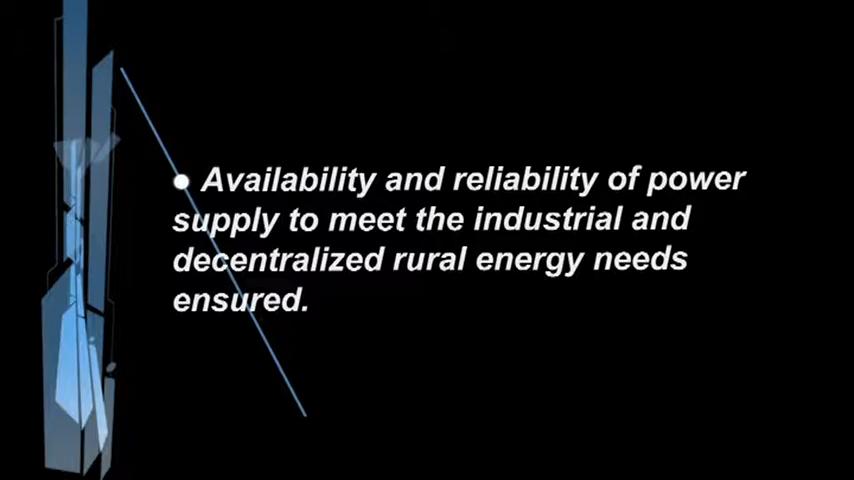 ● Availability and reliability of power
supply to meet the industrial and
decentralized rural energy needs
ensured.